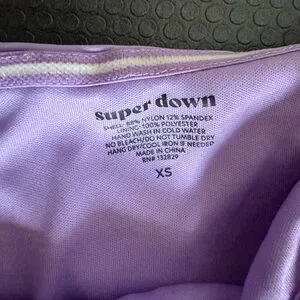 super down
SHELL: 88% NYLON 12% SPANDEX
LINING: 100% POLYESTER
HAND WASH IN COLD WATER
NO BLEACH/DO NOT TUMBLE DRY
HANG DRY/COOL IRON IF NEEDED
MADE IN CHINA
RN# 132829
XS